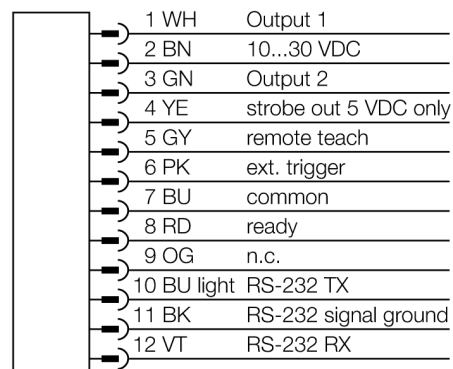 1 WH Output 1
2 BN 10...30 VDC
3 GN Output 2
4 YE strobe out 5 VDC only
5 GY remote teach
6 PK ext. trigger
7 BU common
8 RD ready
9 OG n.c.
10 BU light RS-232 TX
11 BK RS-232 signal ground
12 VT RS-232 RX